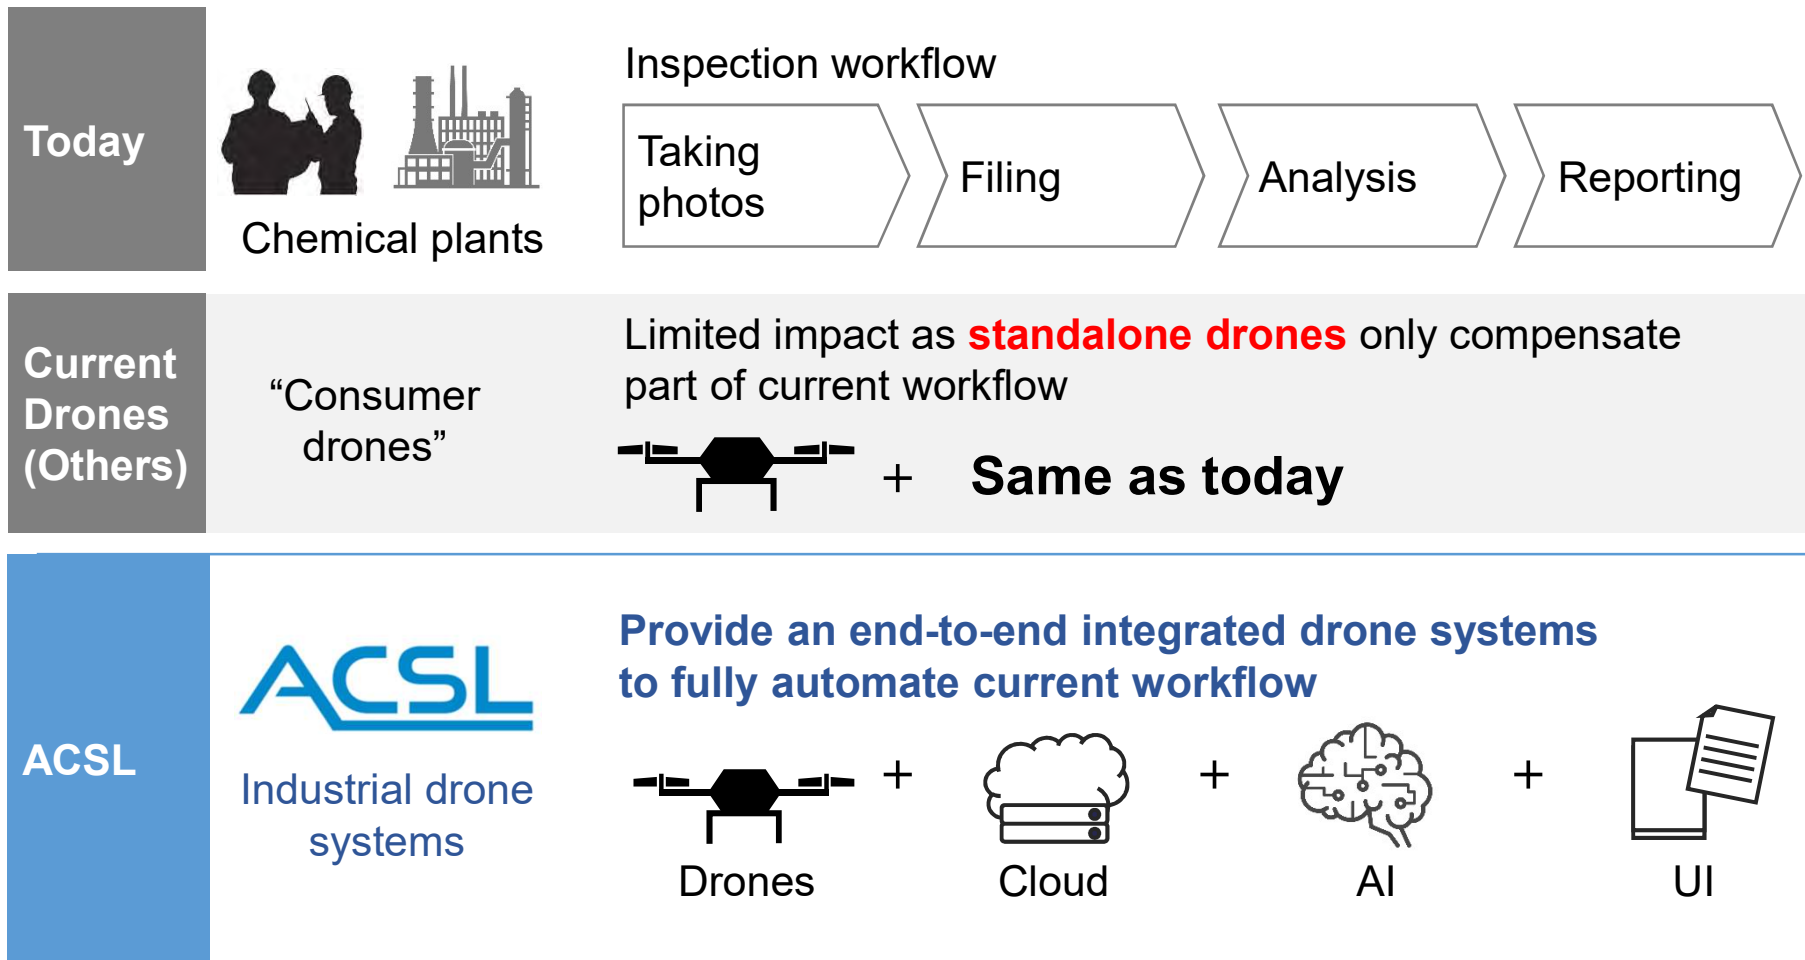 Today
Chemical plants
Inspection workflow
Taking
photos
Filing
Analysis
Reporting
Current
Drones
(Others)
“Consumer
drones”
Limited impact as standalone drones only compensate
part of current workflow
+ Same as today
ACSL
ACSL
Industrial drone
systems
Provide an end-to-end integrated drone systems
to fully automate current workflow
+ + +
Drones
Cloud
AI
UI